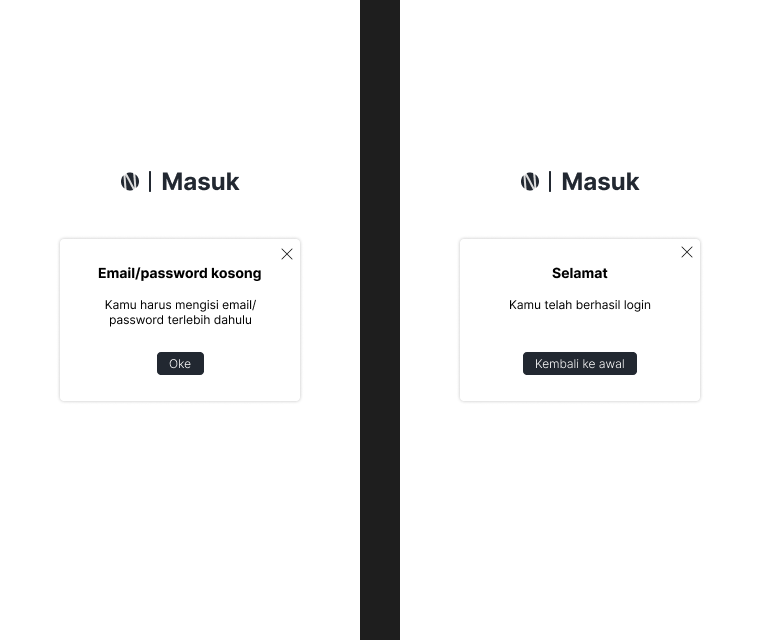 N | Masuk
Email/password kosong
Kamu harus mengisi email/
password terlebih dahulu
Oke
N | Masuk
Selamat
Kamu telah berhasil login
Kembali ke awal